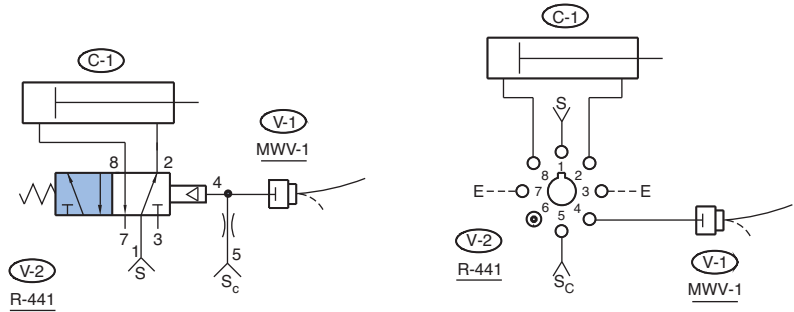 C-1
V-1
MWV-1
8 2
4
7 1 3
S
5
Sc
V-2
R-441
C-1
S
1
8 2
E 7 3 E
6 5 4
V-2
R-441
Sc
V-1
MWV-1